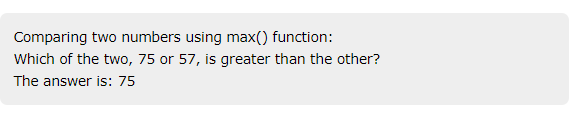 Comparing two numbers using max() function:
Which of the two, 75 or 57, is greater than the other?
The answer is: 75